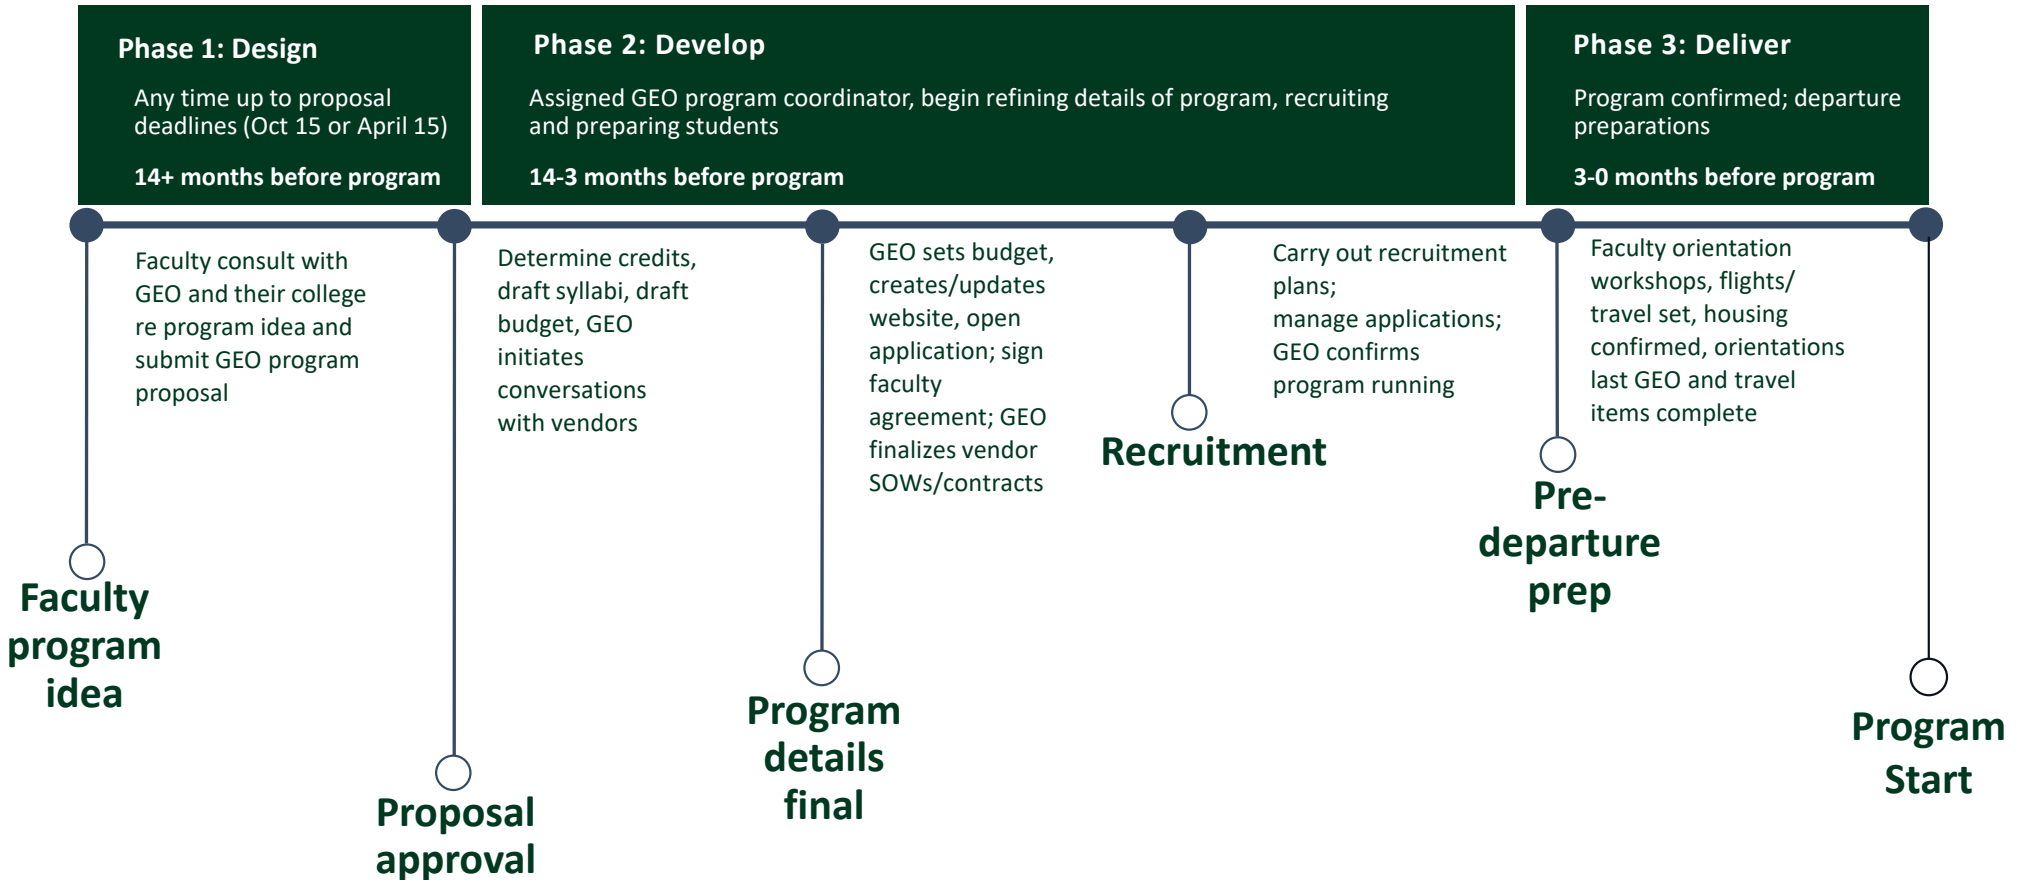 Phase 1: Design
Any time up to proposal
deadlines (Oct 15 or April 15)
14+ months before program
Phase 2: Develop
Assigned GEO program coordinator, begin refining details of program, recruiting
and preparing students
14-3 months before program
Phase 3: Deliver
Program confirmed; departure
preparations
3-0 months before program
Faculty consult with
GEO and their college
re program idea and
submit GEO program
proposal
Determine credits,
draft syllabi, draft
budget, GEO
initiates
conversations
with vendors
GEO sets budget,
creates/updates
website, open
application; sign
faculty
agreement; GEO
finalizes vendor
SOWs/contracts
Carry out recruitment
plans;
manage applications;
GEO confirms
program running
Faculty orientation
workshops, flights/
travel set, housing
confirmed, orientations
last GEO and travel
items complete
Faculty
program
idea
Proposal
approval
Program
details
final
Recruitment
Pre-
departure
prep
Program
Start